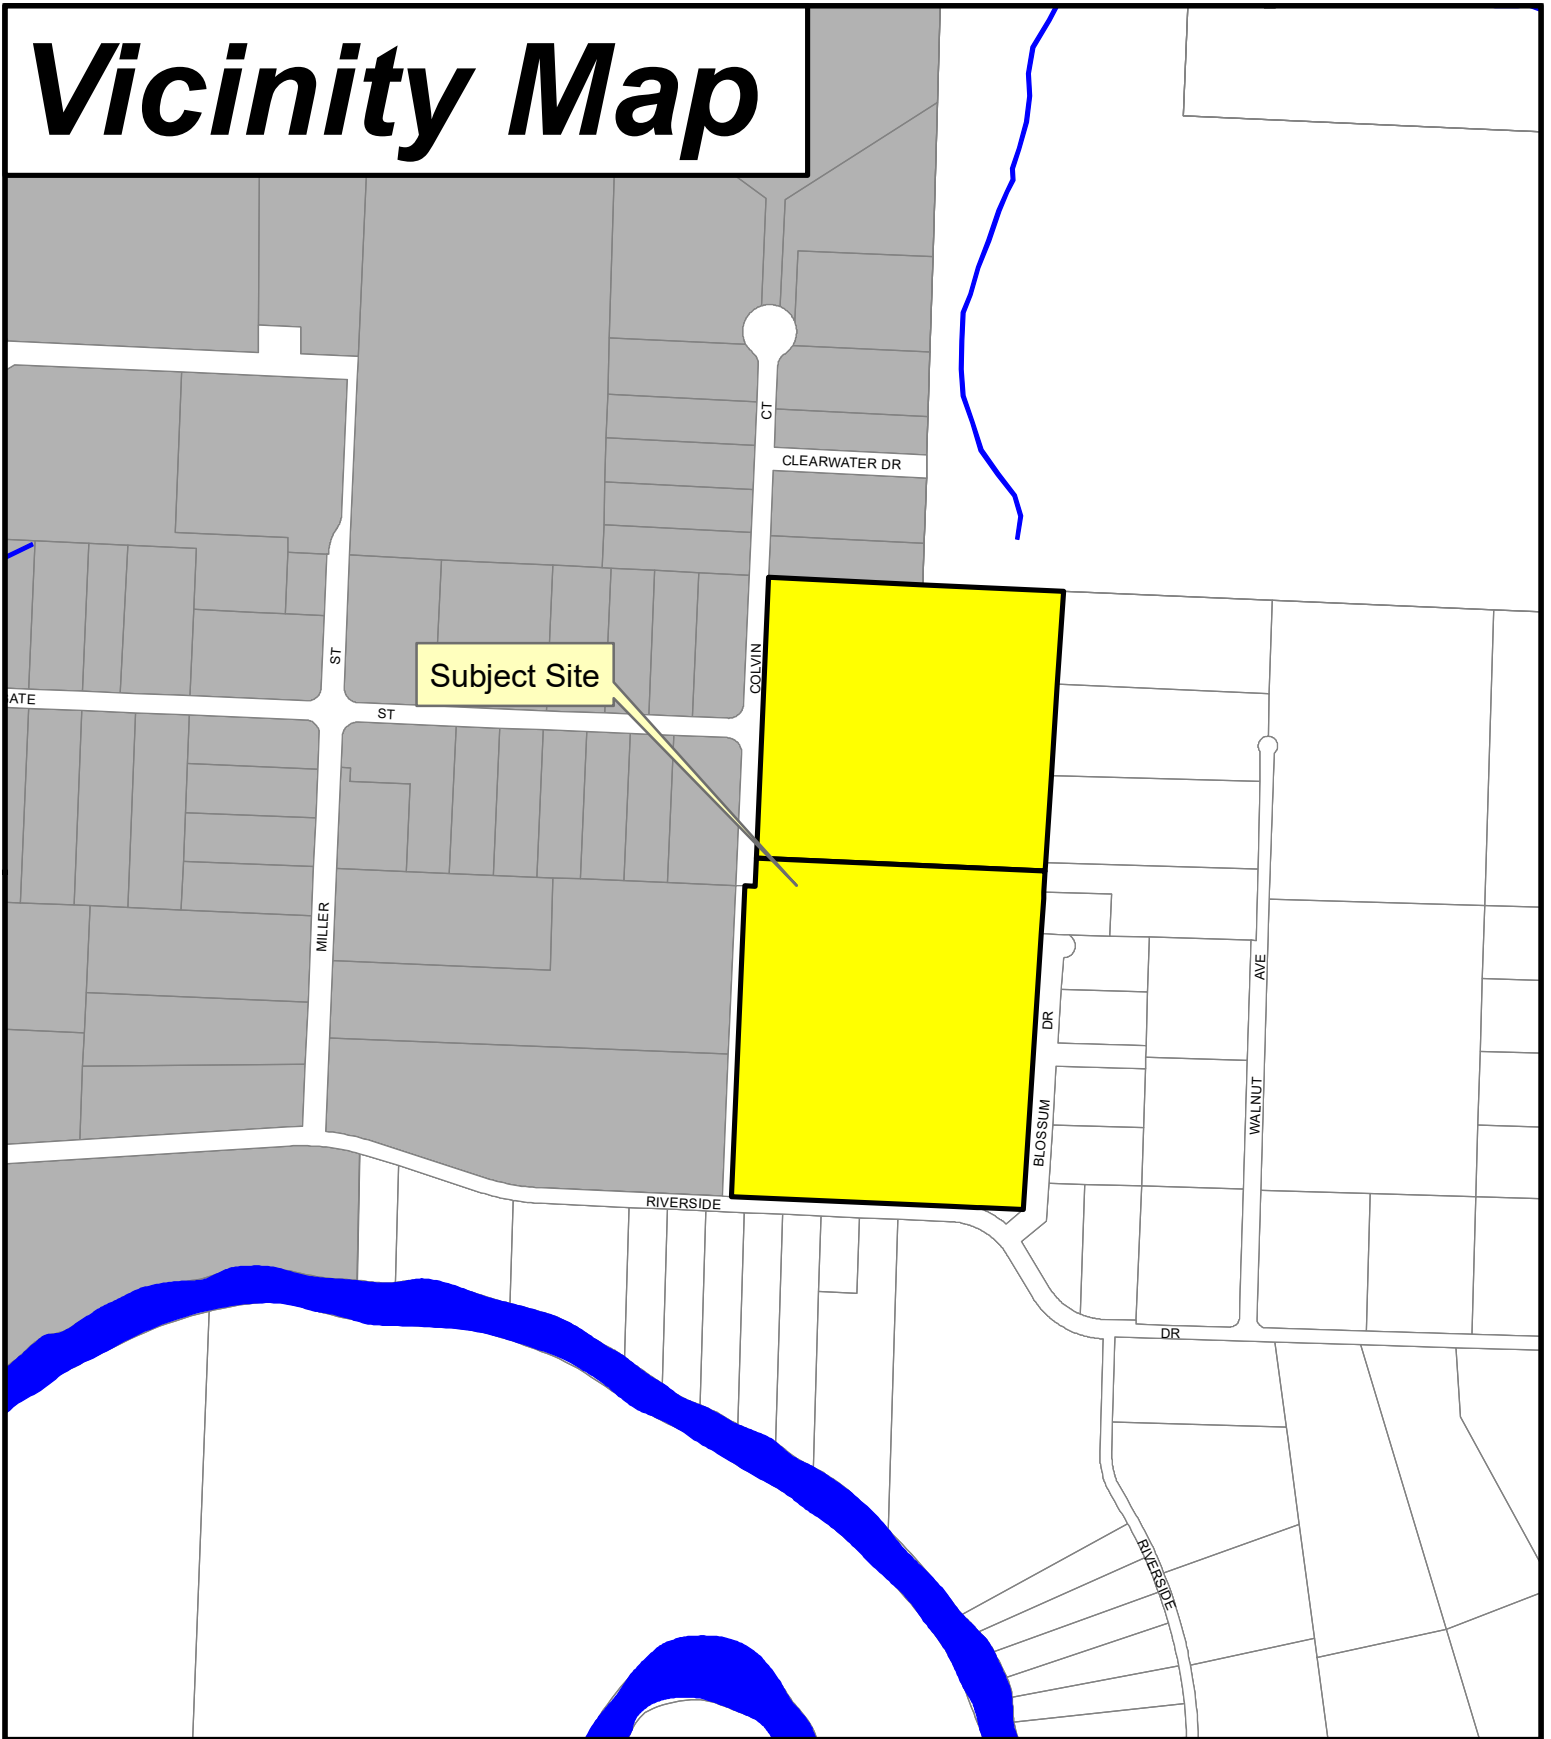 Vicinity Map
CT
CLEARWATER DR
ST
COLVIN
Subject Site
ATE
ST
MILLER
AVE
DR
WALNUT
BLOSSUM
RIVERSIDE
DR
RIVERSIDE